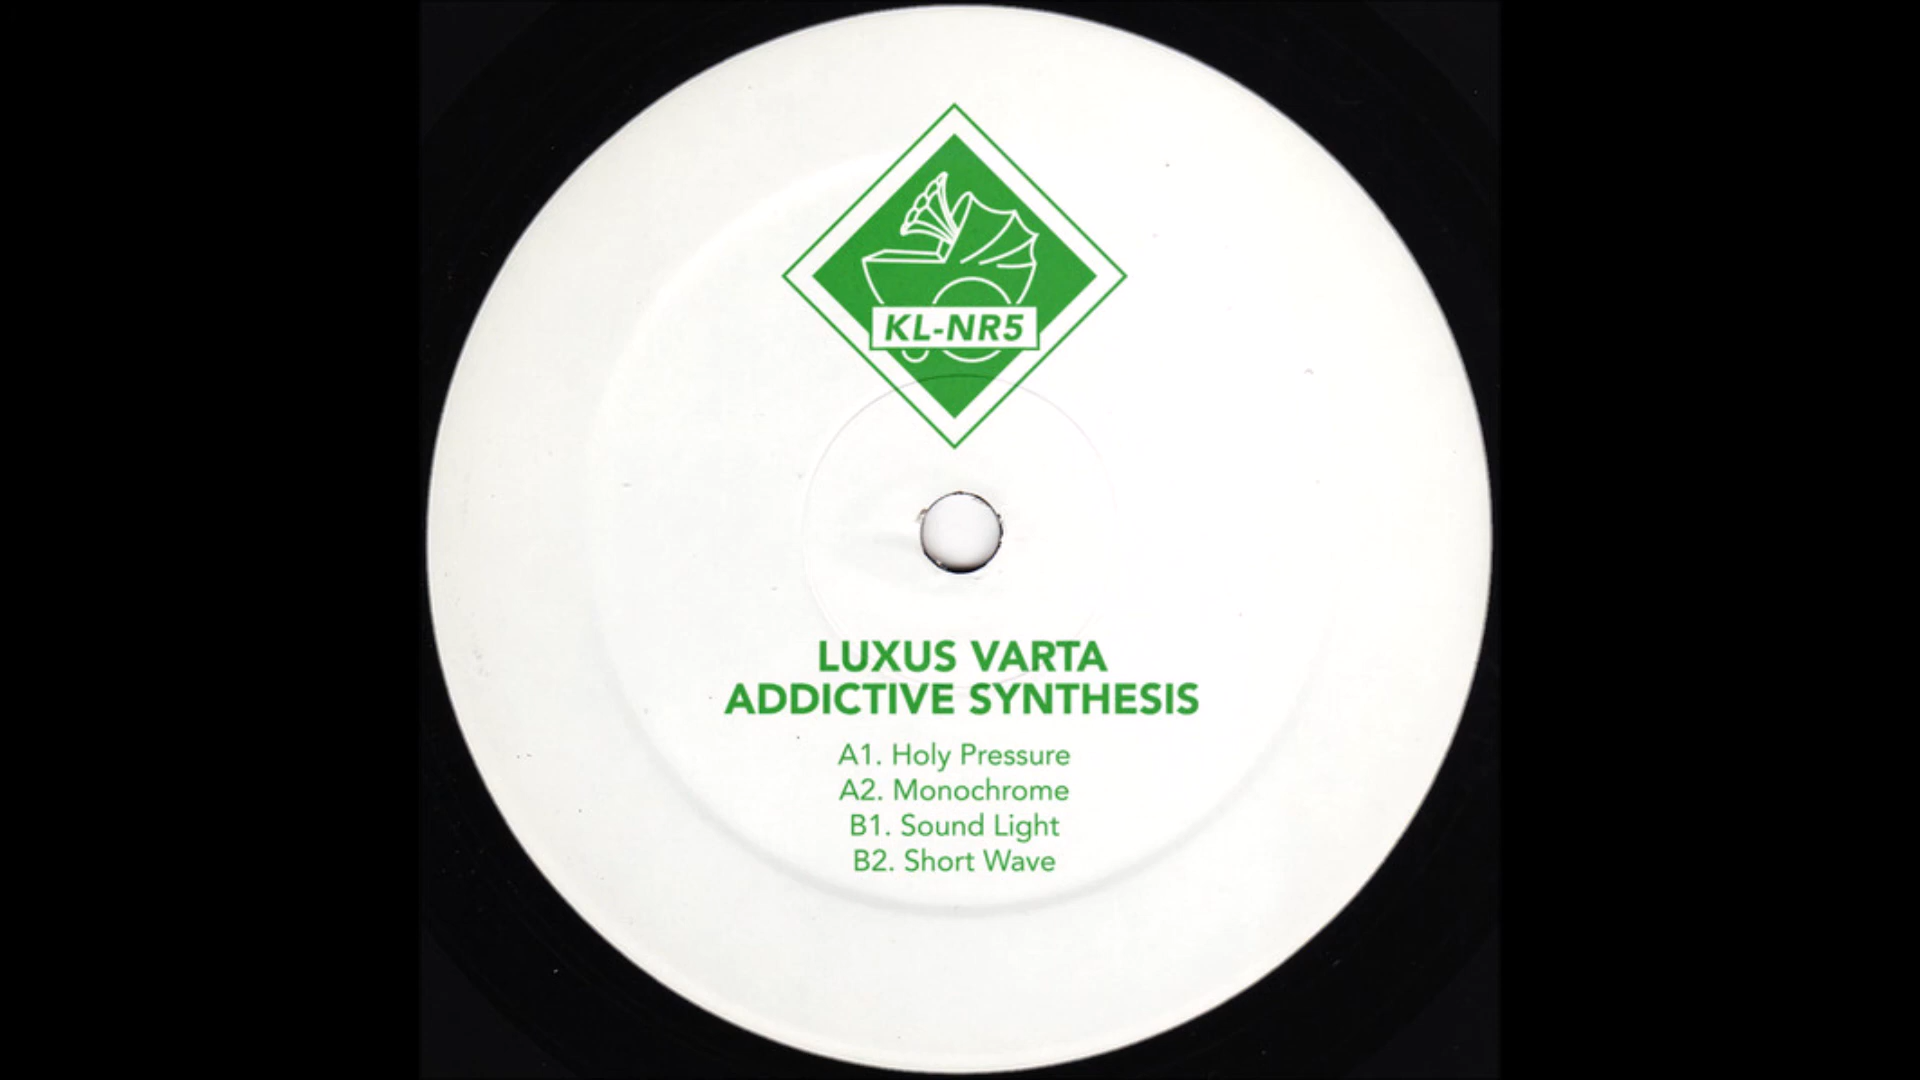 KL-NR5
LUXUS VARTA
ADDICTIVE SYNTHESIS
A1. Holy Pressure
A2. Monochrome
B1. Sound Light
B2. Short Wave